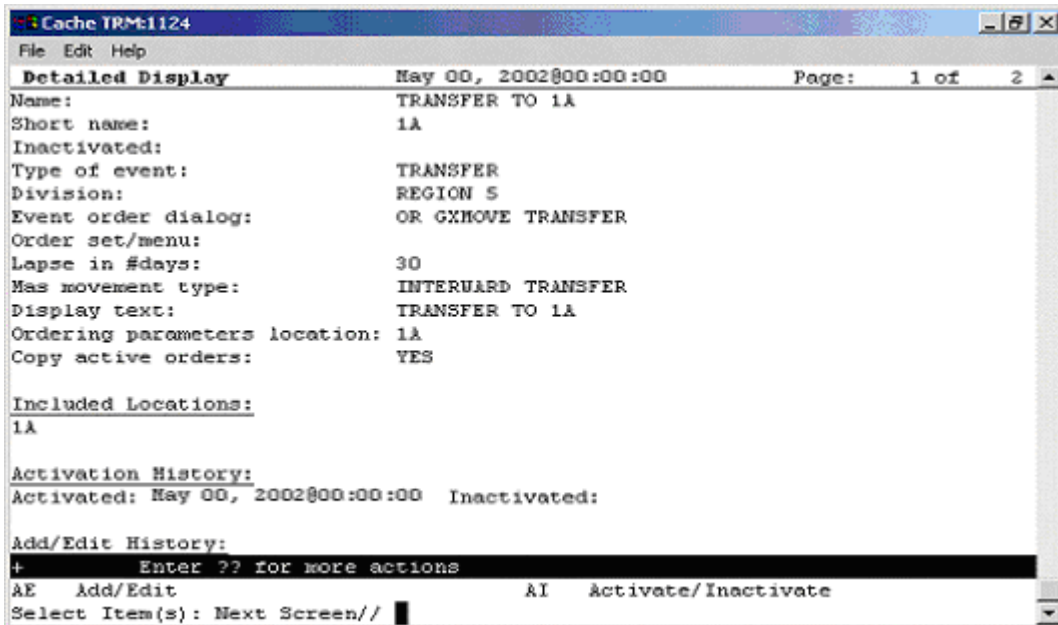 Cache TRM:1124
File Edit Help
Detailed Display May 00, 2002@00:00:00 Page: 1 of 2
Name: TRANSFER TO 1A
Short name: 1A
Inactivated:
Type of event: TRANSFER
Division: REGION 5
Event order dialog: OR GXMOVE TRANSFER
Order set/menu:
Lapse in #days: 30
Mas movement type: INTERWARD TRANSFER
Display text: TRANSFER TO 1A
Ordering parameters location: 1A
Copy active orders: YES
Included Locations:
1A
Activation History:
Activated: May 00, 2002@00:00:00 Inactivated:
Add/Edit History:
+ Enter ?? for more actions
AE Add/Edit AI Activate/Inactivate
Select Item(s): Next Screen//